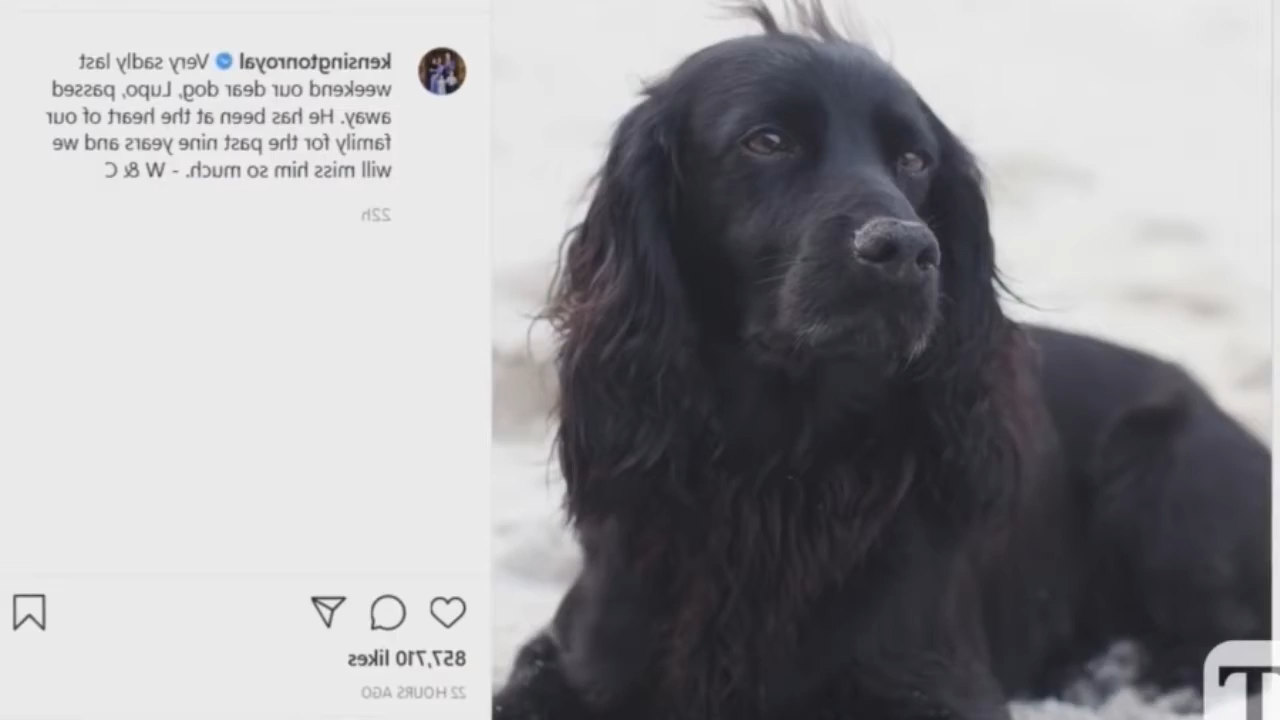 kensingtonroyal Very sadly last
weekend our dear dog, Lupo, passed
away. He has been at the heart of our
family for the past nine years and we
will miss him so much. - W & C
22h
857,710 likes
22 HOURS AGO
T